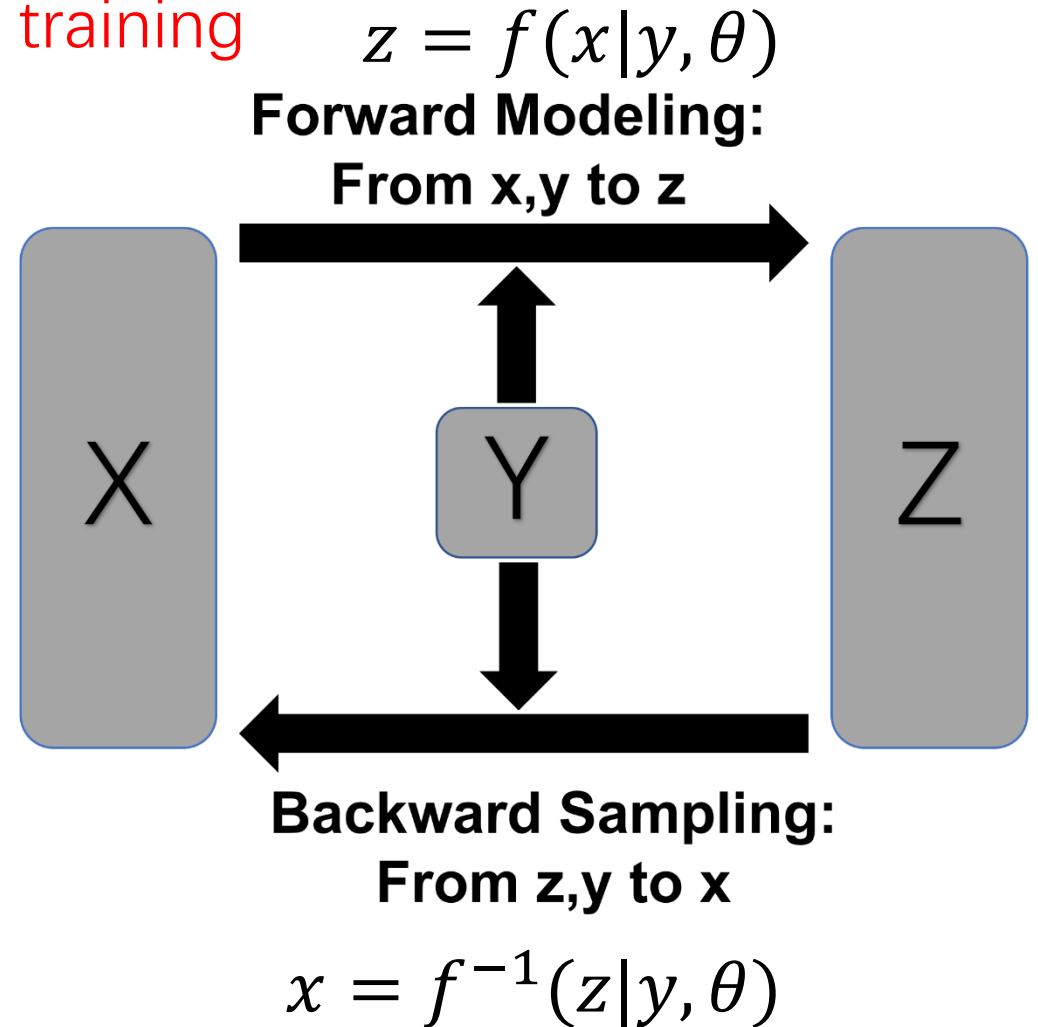 training
z = f(x|y, θ)
Forward Modeling:
From x,y to z
X
Y
Z
Backward Sampling:
From z,y to x
x = f⁻¹(z|y, θ)